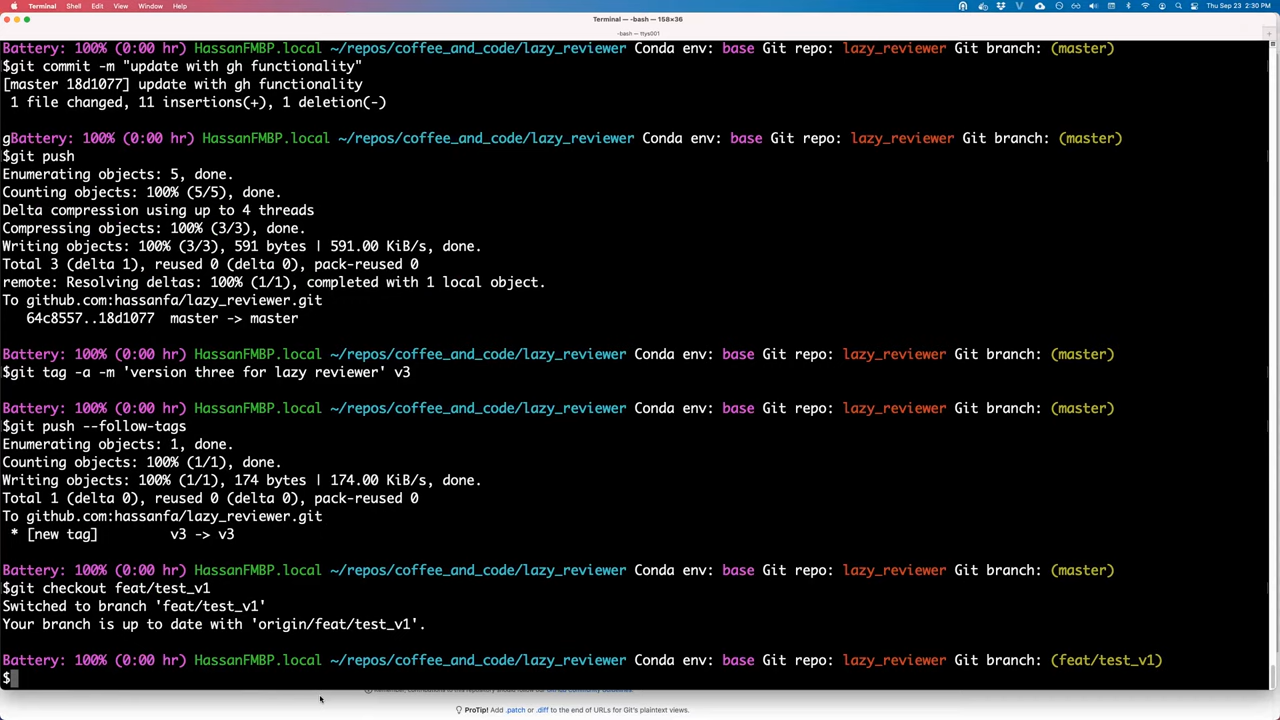 Terminal Shell Edit View Window Help Thu Sep 23 2:30 PM
Terminal — -bash — 158×36
-bash — ttys001
Battery: 100% (0:00 hr) HassanFMBP.local ~/repos/coffee_and_code/lazy_reviewer Conda env: base Git repo: lazy_reviewer Git branch: (master)
$git commit -m "update with gh functionality"
[master 18d1077] update with gh functionality
1 file changed, 11 insertions(+), 1 deletion(-)
gBattery: 100% (0:00 hr) HassanFMBP.local ~/repos/coffee_and_code/lazy_reviewer Conda env: base Git repo: lazy_reviewer Git branch: (master)
$git push
Enumerating objects: 5, done.
Counting objects: 100% (5/5), done.
Delta compression using up to 4 threads
Compressing objects: 100% (3/3), done.
Writing objects: 100% (3/3), 591 bytes | 591.00 KiB/s, done.
Total 3 (delta 1), reused 0 (delta 0), pack-reused 0
remote: Resolving deltas: 100% (1/1), completed with 1 local object.
To github.com:hassanfa/lazy_reviewer.git
64c8557..18d1077 master -> master
Battery: 100% (0:00 hr) HassanFMBP.local ~/repos/coffee_and_code/lazy_reviewer Conda env: base Git repo: lazy_reviewer Git branch: (master)
$git tag -a -m 'version three for lazy reviewer' v3
Battery: 100% (0:00 hr) HassanFMBP.local ~/repos/coffee_and_code/lazy_reviewer Conda env: base Git repo: lazy_reviewer Git branch: (master)
$git push --follow-tags
Enumerating objects: 1, done.
Counting objects: 100% (1/1), done.
Writing objects: 100% (1/1), 174 bytes | 174.00 KiB/s, done.
Total 1 (delta 0), reused 0 (delta 0), pack-reused 0
To github.com:hassanfa/lazy_reviewer.git
* [new tag] v3 -> v3
Battery: 100% (0:00 hr) HassanFMBP.local ~/repos/coffee_and_code/lazy_reviewer Conda env: base Git repo: lazy_reviewer Git branch: (master)
$git checkout feat/test_v1
Switched to branch 'feat/test_v1'
Your branch is up to date with 'origin/feat/test_v1'.
Battery: 100% (0:00 hr) HassanFMBP.local ~/repos/coffee_and_code/lazy_reviewer Conda env: base Git repo: lazy_reviewer Git branch: (feat/test_v1)
$
Remember, contributions to this repository should follow our GitHub Community Guidelines.
ProTip! Add .patch or .diff to the end of URLs for Git's plaintext views.